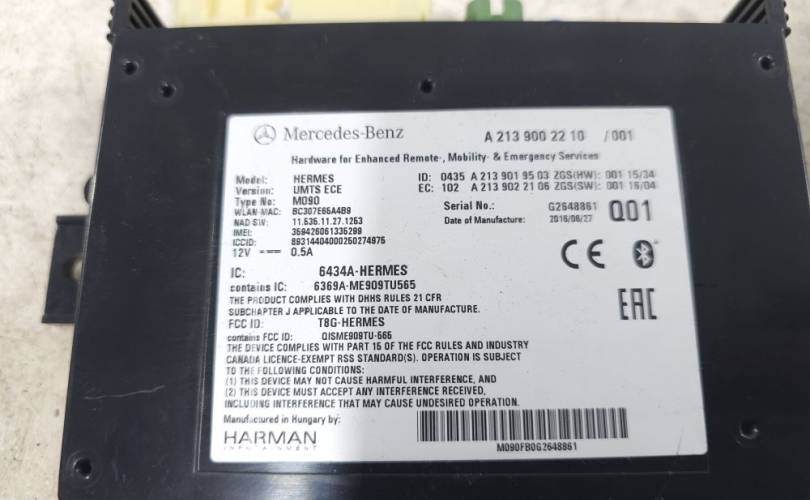 Mercedes-Benz A 213 900 22 10 /001
Hardware for Enhanced Remote-, Mobility- & Emergency Services
Model: HERMES ID: 0435 A 213 901 95 03 ZGS(HW): 001 15/34
Version: UMTS ECE EC: 102 A 213 902 21 06 ZGS(SW): 001 16/04
Type No: M090 Serial No.: G2648861 Q01
WLAN-MAC: BC307E65A4B9 Date of Manufacture: 2016/06/27
NAD SW: 11.636.11.27.1253
IMEI: 359426061335299
ICCID: 89314404000250274975
12V 0.5A
CE
IC: 6434A-HERMES
contains IC: 6369A-ME909TU565
EAC
THE PRODUCT COMPLIES WITH DHHS RULES 21 CFR
SUBCHAPTER J APPLICABLE TO THE DATE OF MANUFACTURE.
FCC ID: T8G-HERMES
contains FCC ID: QISME909TU-565
THE DEVICE COMPLIES WITH PART 15 OF THE FCC RULES AND INDUSTRY
CANADA LICENCE-EXEMPT RSS STANDARD(S). OPERATION IS SUBJECT
TO THE FOLLOWING CONDITIONS:
(1) THIS DEVICE MAY NOT CAUSE HARMFUL INTERFERENCE, AND
(2) THIS DEVICE MUST ACCEPT ANY INTERFERENCE RECEIVED,
INCLUDING INTERFERENCE THAT MAY CAUSE UNDESIRED OPERATION.
Manufactured in Hungary by:
HARMAN
INTERNATIONAL
M090FB0G2648861